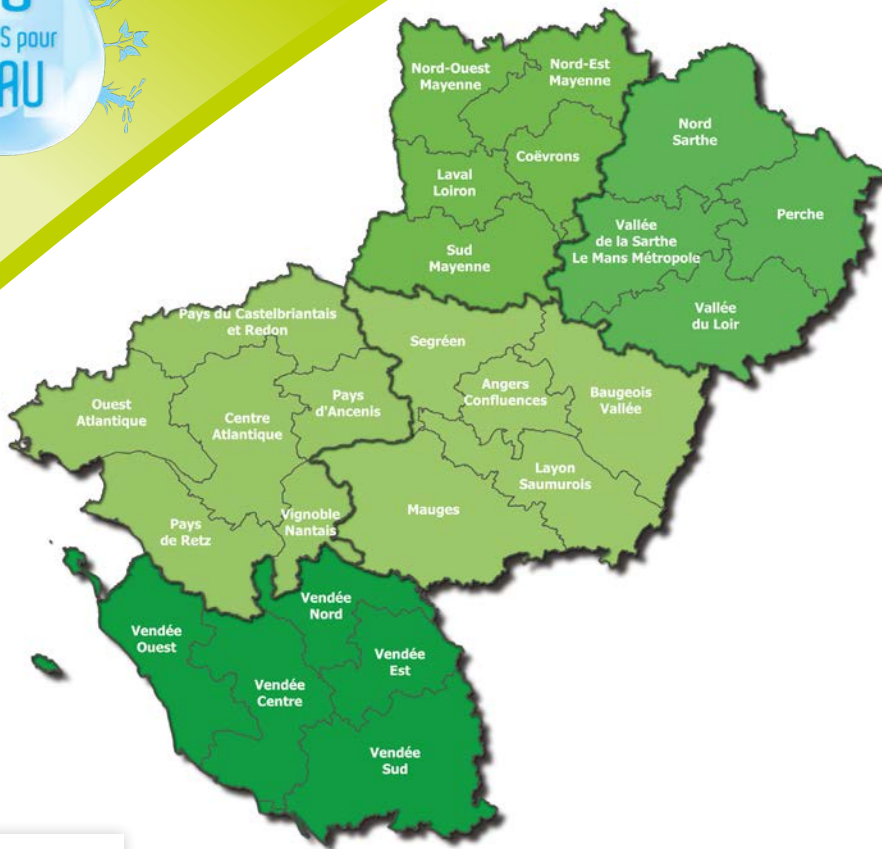 S pour
AU
Nord-Ouest
Mayenne
Nord-Est
Mayenne
Coëvrons
Laval
Loiron
Sud
Mayenne
Nord
Sarthe
Perche
Vallée
de la Sarthe
Le Mans Métropole
Vallée
du Loir
Pays du Castelbriantais
et Redon
Segréen
Ouest
Atlantique
Centre
Atlantique
Pays
d'Ancenis
Angers
Confluences
Baugeois
Vallée
Layon
Saumurois
Mauges
Pays
de Retz
Vignoble
Nantais
Vendée
Ouest
Vendée
Nord
Vendée
Est
Vendée
Centre
Vendée
Sud